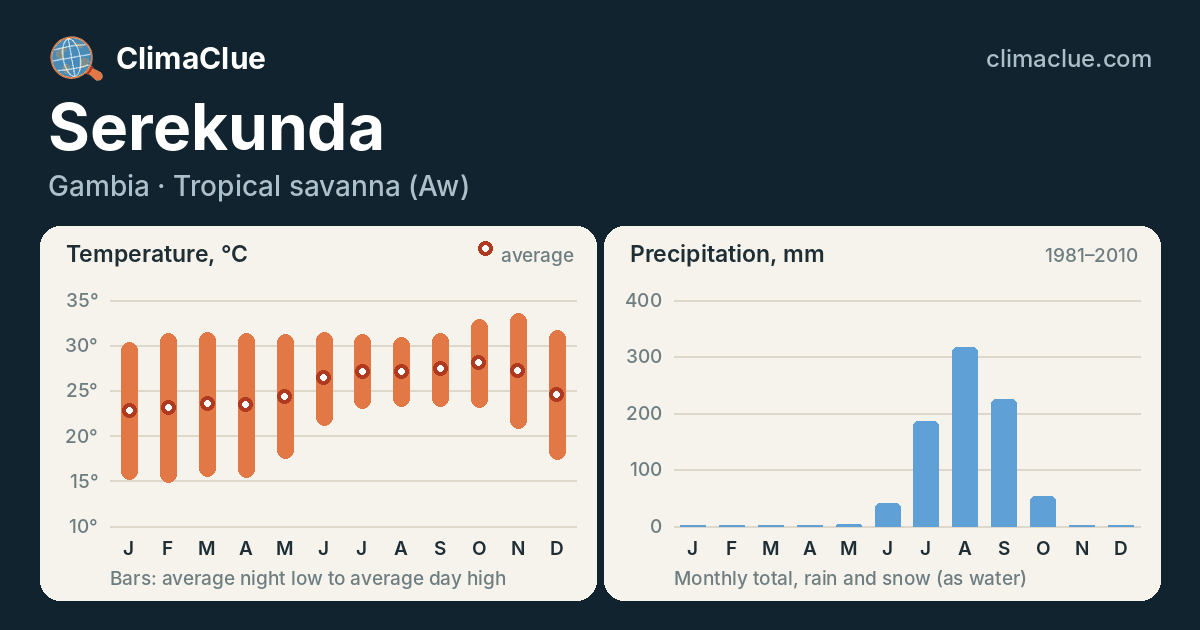 ClimaClue
climaclue.com
Serekunda
Gambia · Tropical savanna (Aw)
Temperature, °C
average
35°
30°
25°
20°
15°
10°
J F M A M J J A S O N D
Bars: average night low to average day high
Precipitation, mm
1981–2010
400
300
200
100
0
J F M A M J J A S O N D
Monthly total, rain and snow (as water)